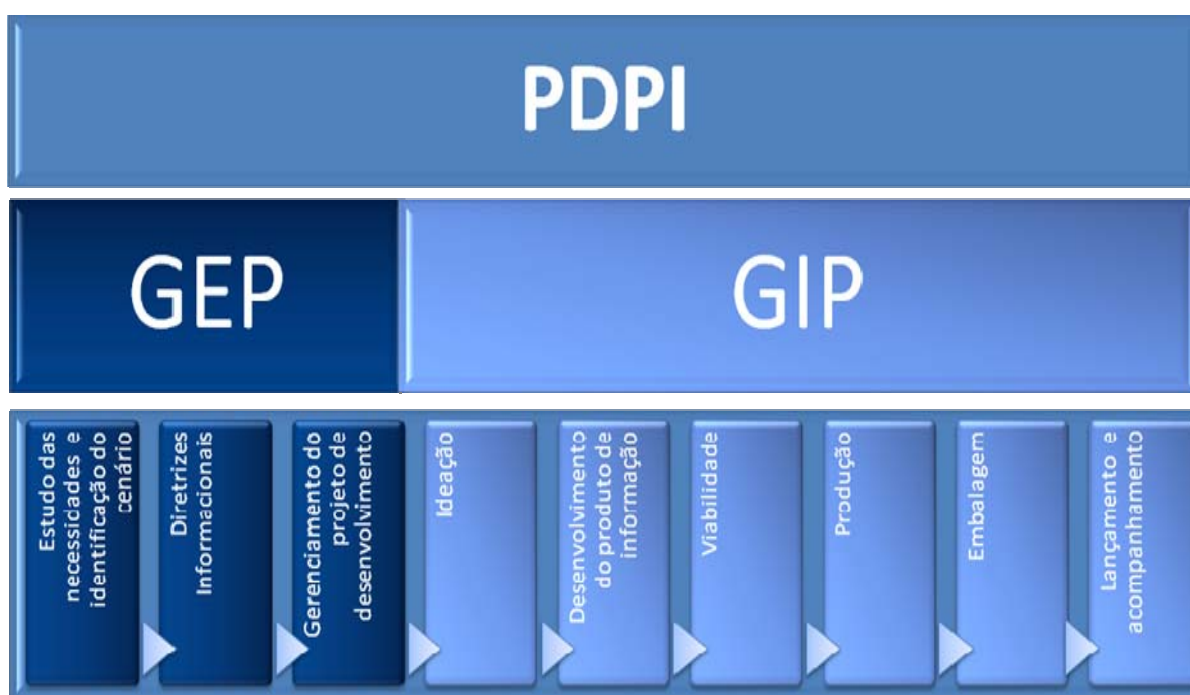 PDPI
GEP
GIP
Estudo das
necessidades e
identificação do
cenário
Diretrizes
Informacionais
Gerenciamento do
projeto de
desenvolvimento
Ideação
Desenvolvimento
do produto de
informação
Viabilidade
Produção
Embalagem
Lançamento e
acompanhamento